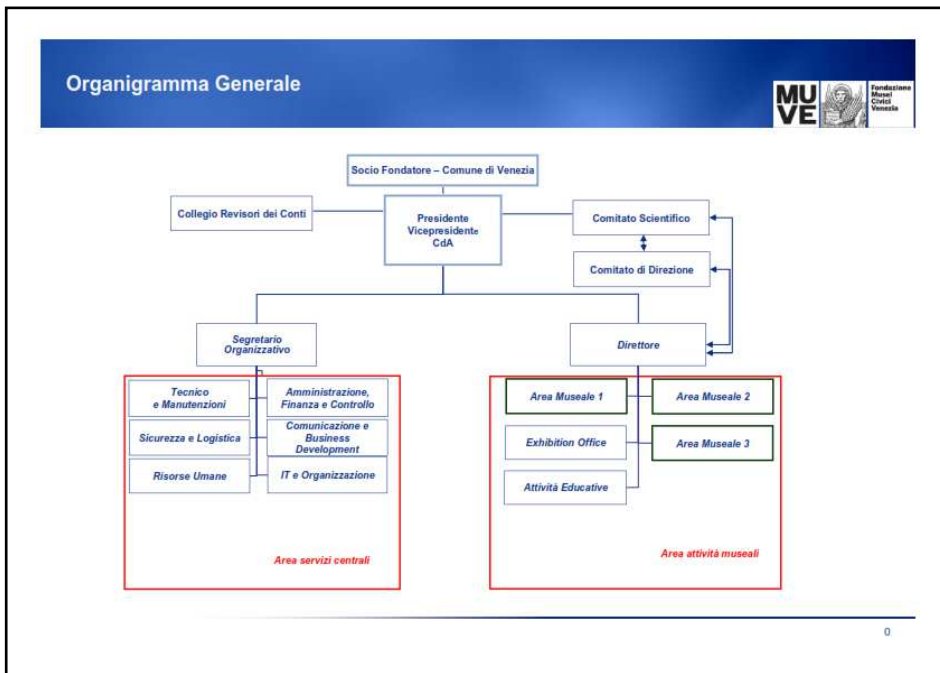 Organigramma Generale
MU
VE
Fondazione
Musei
Civici
Venezia
Socio Fondatore – Comune di Venezia
Collegio Revisori dei Conti
Presidente
Vicepresidente
CdA
Comitato Scientifico
Comitato di Direzione
Segretario
Organizzativo
Direttore
Tecnico
e Manutenzioni
Amministrazione,
Finanza e Controllo
Sicurezza e Logistica
Comunicazione e
Business
Development
Risorse Umane
IT e Organizzazione
Area servizi centrali
Area Museale 1
Area Museale 2
Exhibition Office
Area Museale 3
Attività Educative
Area attività museali
0